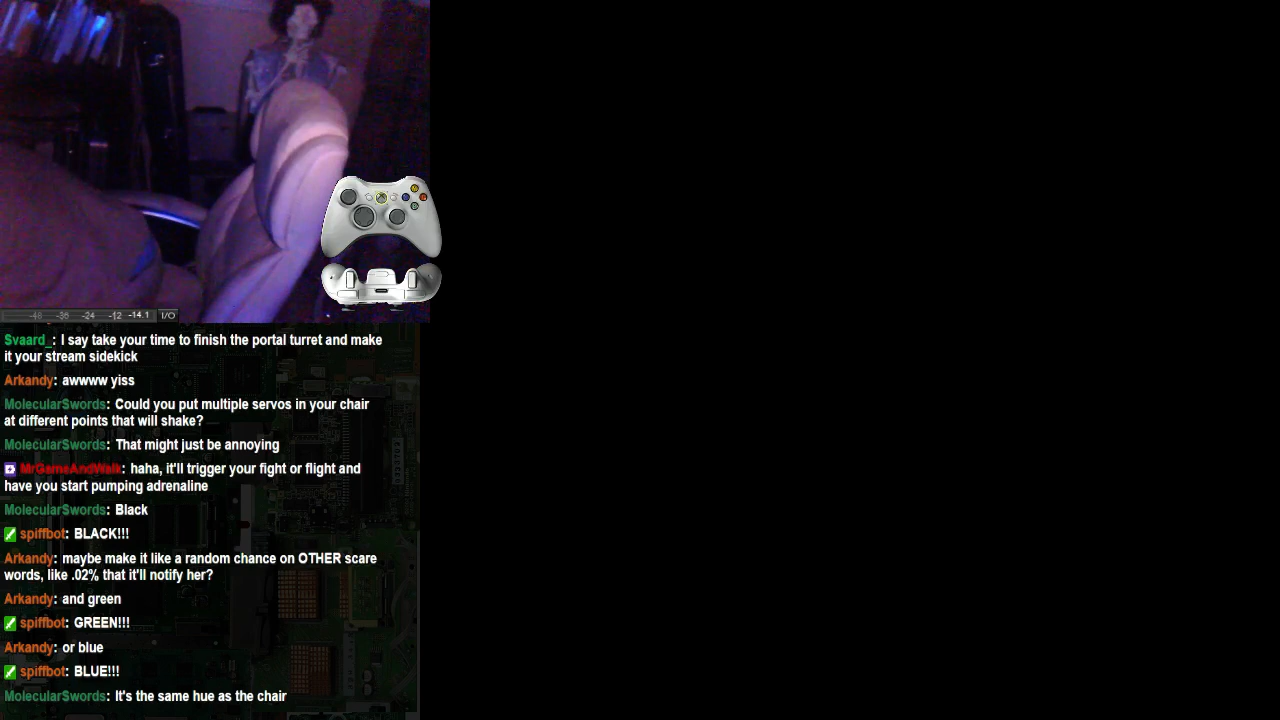 -48 -36 -24 -12 -14.1 I/O
Svaard_: I say take your time to finish the portal turret and make
it your stream sidekick
Arkandy: awwww yiss
MolecularSwords: Could you put multiple servos in your chair
at different points that will shake?
MolecularSwords: That might just be annoying
MrGameAndWalk: haha, it'll trigger your fight or flight and
have you start pumping adrenaline
MolecularSwords: Black
spiffbot: BLACK!!!
Arkandy: maybe make it like a random chance on OTHER scare
words, like .02% that it'll notify her?
Arkandy: and green
spiffbot: GREEN!!!
Arkandy: or blue
spiffbot: BLUE!!!
MolecularSwords: It's the same hue as the chair